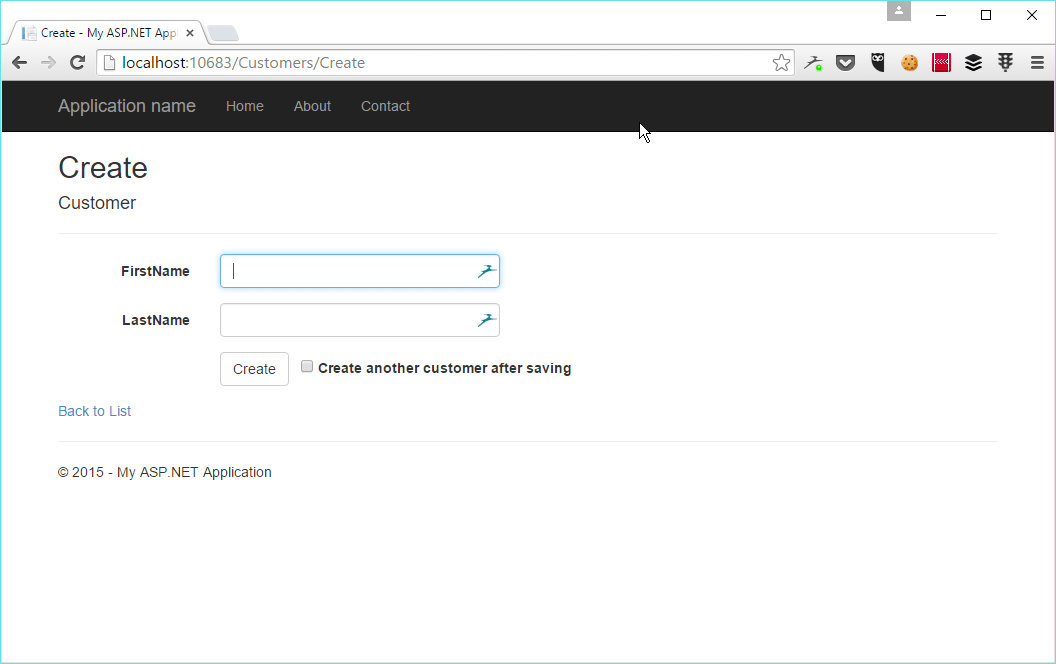 Create - My ASP.NET App
localhost:10683/Customers/Create
Application name Home About Contact
Create
Customer
FirstName
LastName
Create Create another customer after saving
Back to List
© 2015 - My ASP.NET Application